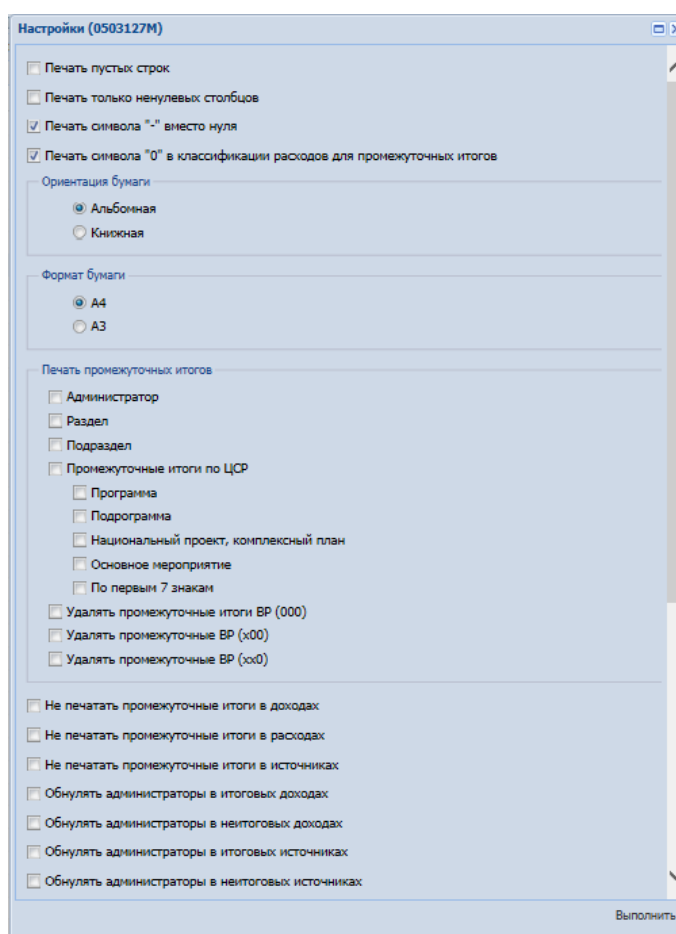 Настройки (0503127M)
Печать пустых строк
Печать только ненулевых столбцов
Печать символа "-" вместо нуля
Печать символа "0" в классификации расходов для промежуточных итогов
Ориентация бумаги
Альбомная
Книжная
Формат бумаги
A4
A3
Печать промежуточных итогов
Администратор
Раздел
Подраздел
Промежуточные итоги по ЦСР
Программа
Подрограмма
Национальный проект, комплексный план
Основное мероприятие
По первым 7 знакам
Удалять промежуточные итоги ВР (000)
Удалять промежуточные ВР (x00)
Удалять промежуточные ВР (xx0)
Не печатать промежуточные итоги в доходах
Не печатать промежуточные итоги в расходах
Не печатать промежуточные итоги в источниках
Обнулять администраторы в итоговых доходах
Обнулять администраторы в неитоговых доходах
Обнулять администраторы в итоговых источниках
Обнулять администраторы в неитоговых источниках
Выполнить